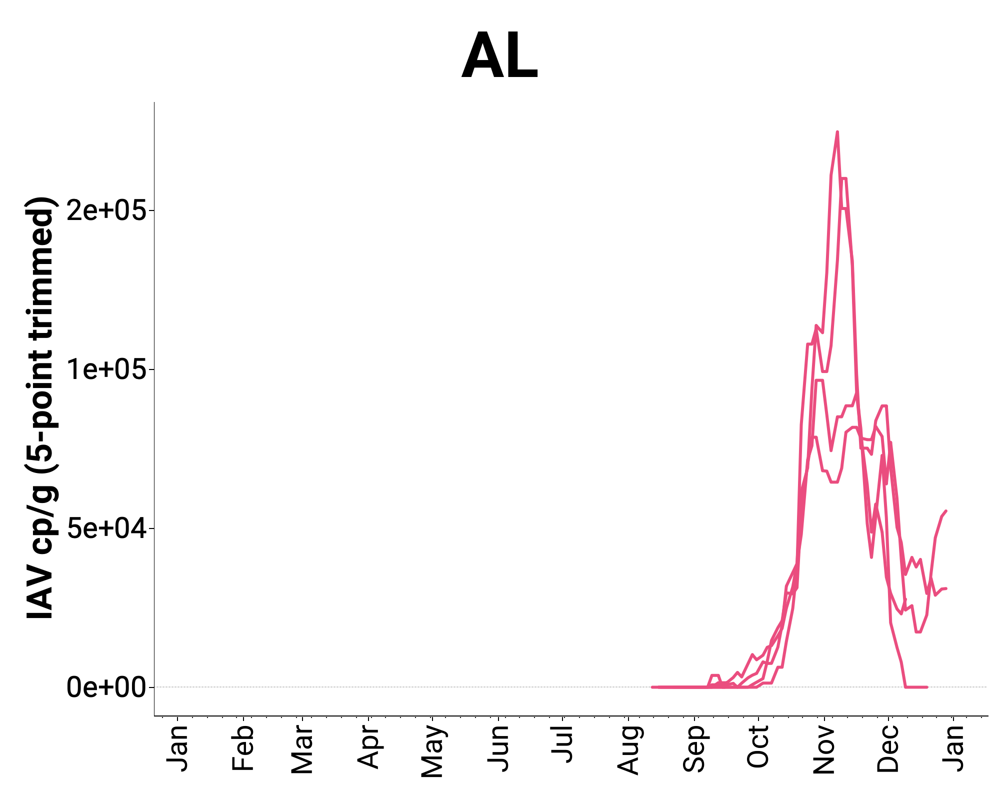 AL
IAV cp/g (5-point trimmed)
2e+05
1e+05
5e+04
0e+00
Jan
Feb
Mar
Apr
May
Jun
Jul
Aug
Sep
Oct
Nov
Dec
Jan